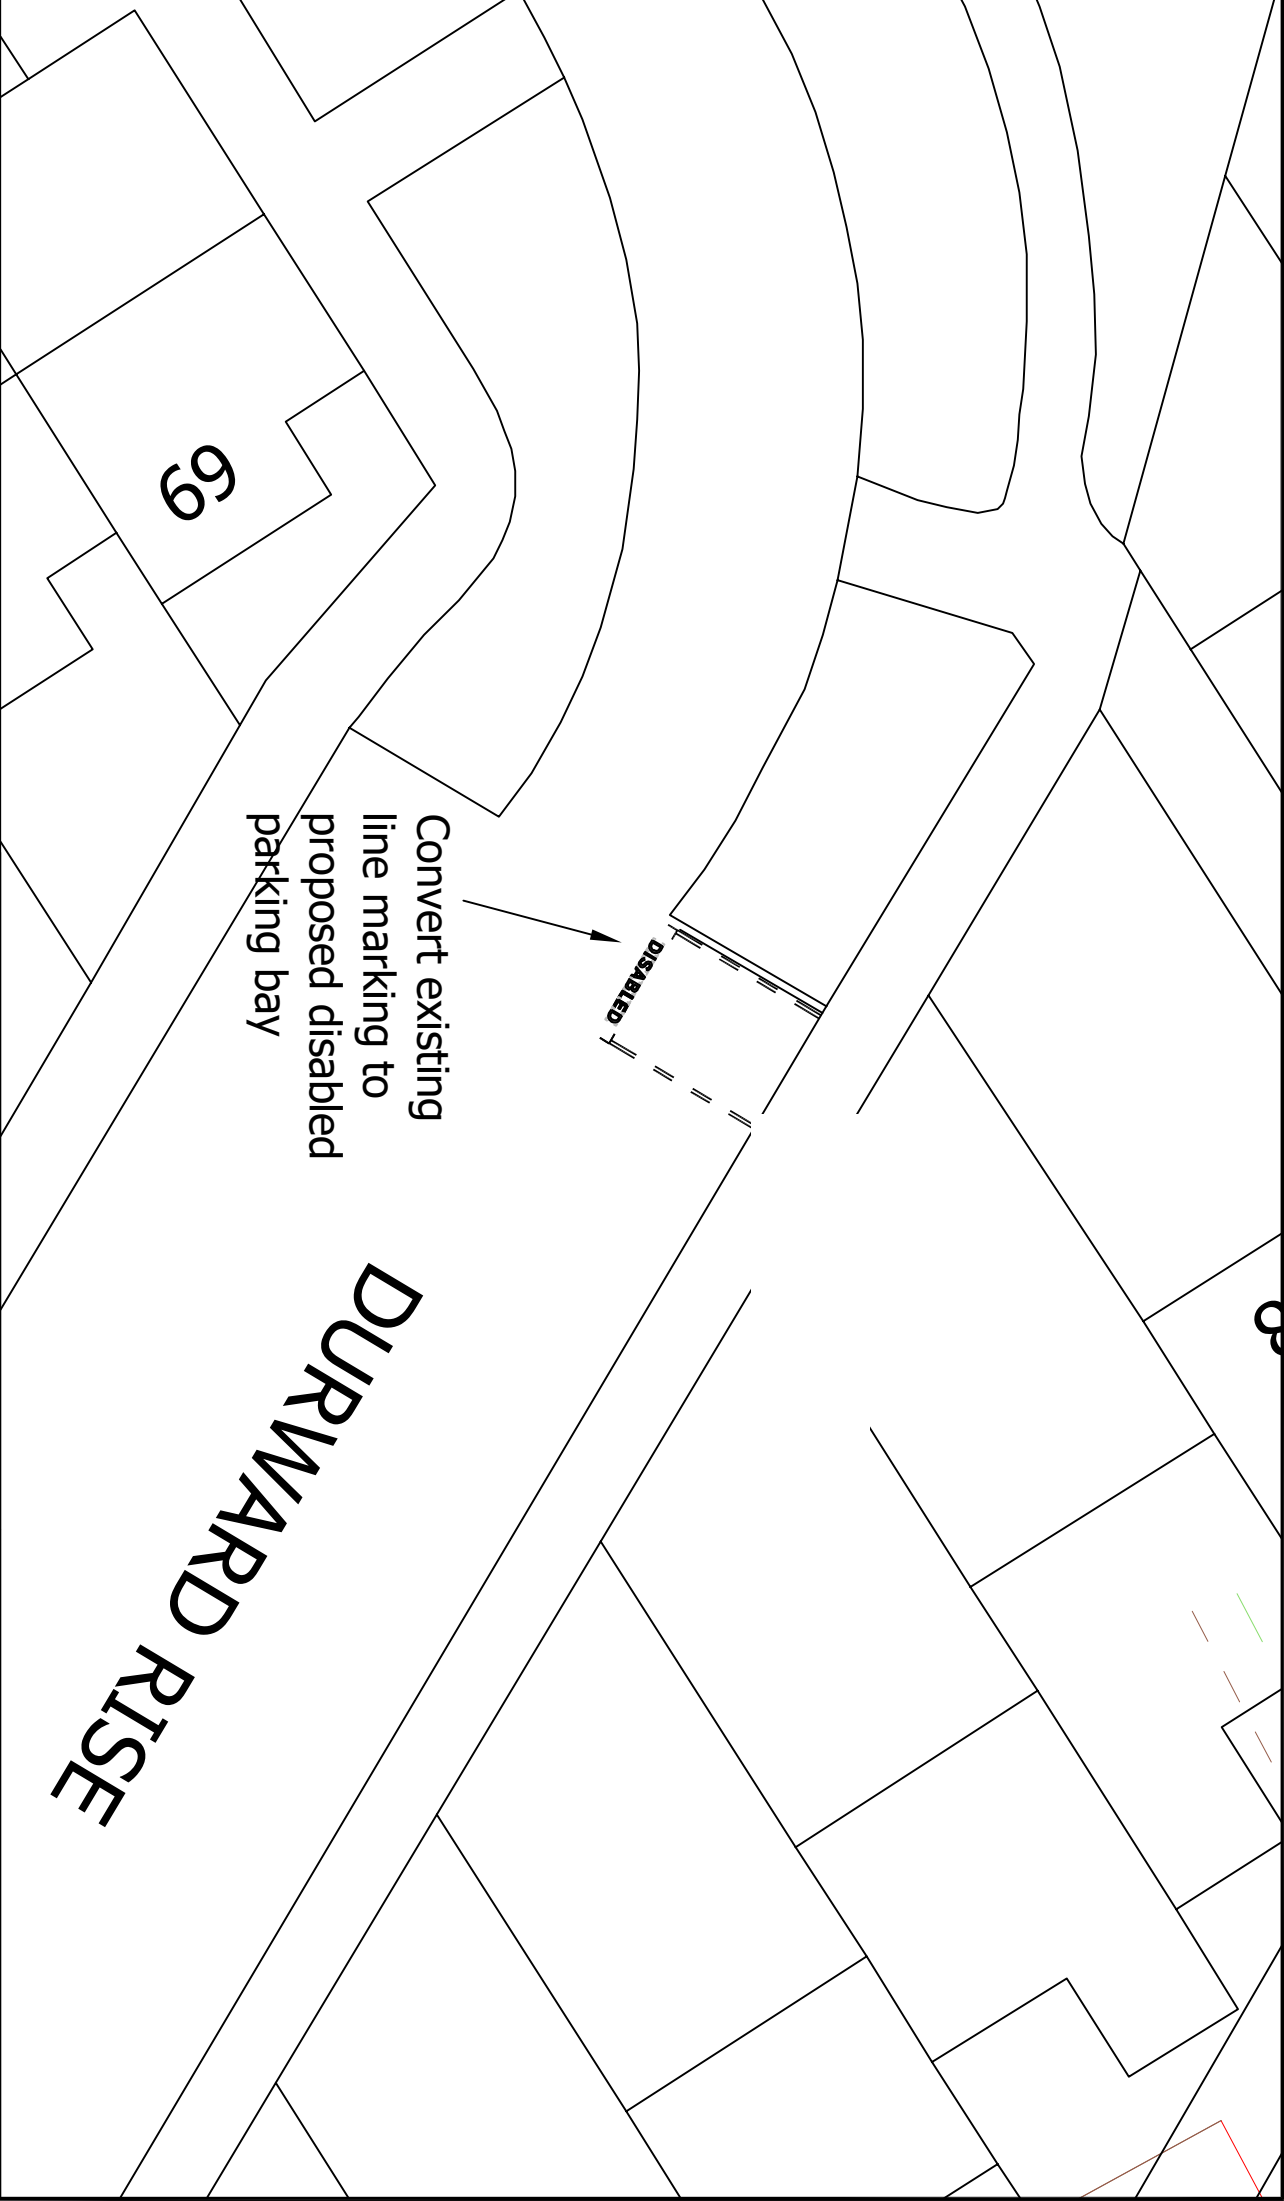 69
Convert existing
line marking to
proposed disabled
parking bay
DISABLED
DURWARD RISE